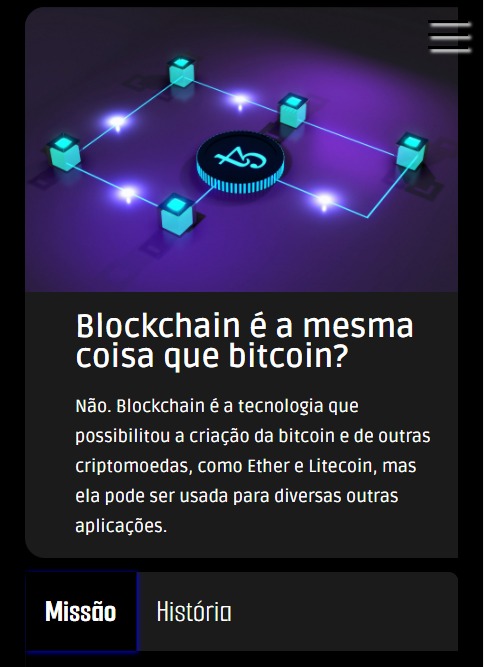 Blockchain é a mesma
coisa que bitcoin?
Não. Blockchain é a tecnologia que
possibilitou a criação da bitcoin e de outras
criptomoedas, como Ether e Litecoin, mas
ela pode ser usada para diversas outras
aplicações.
Missão História